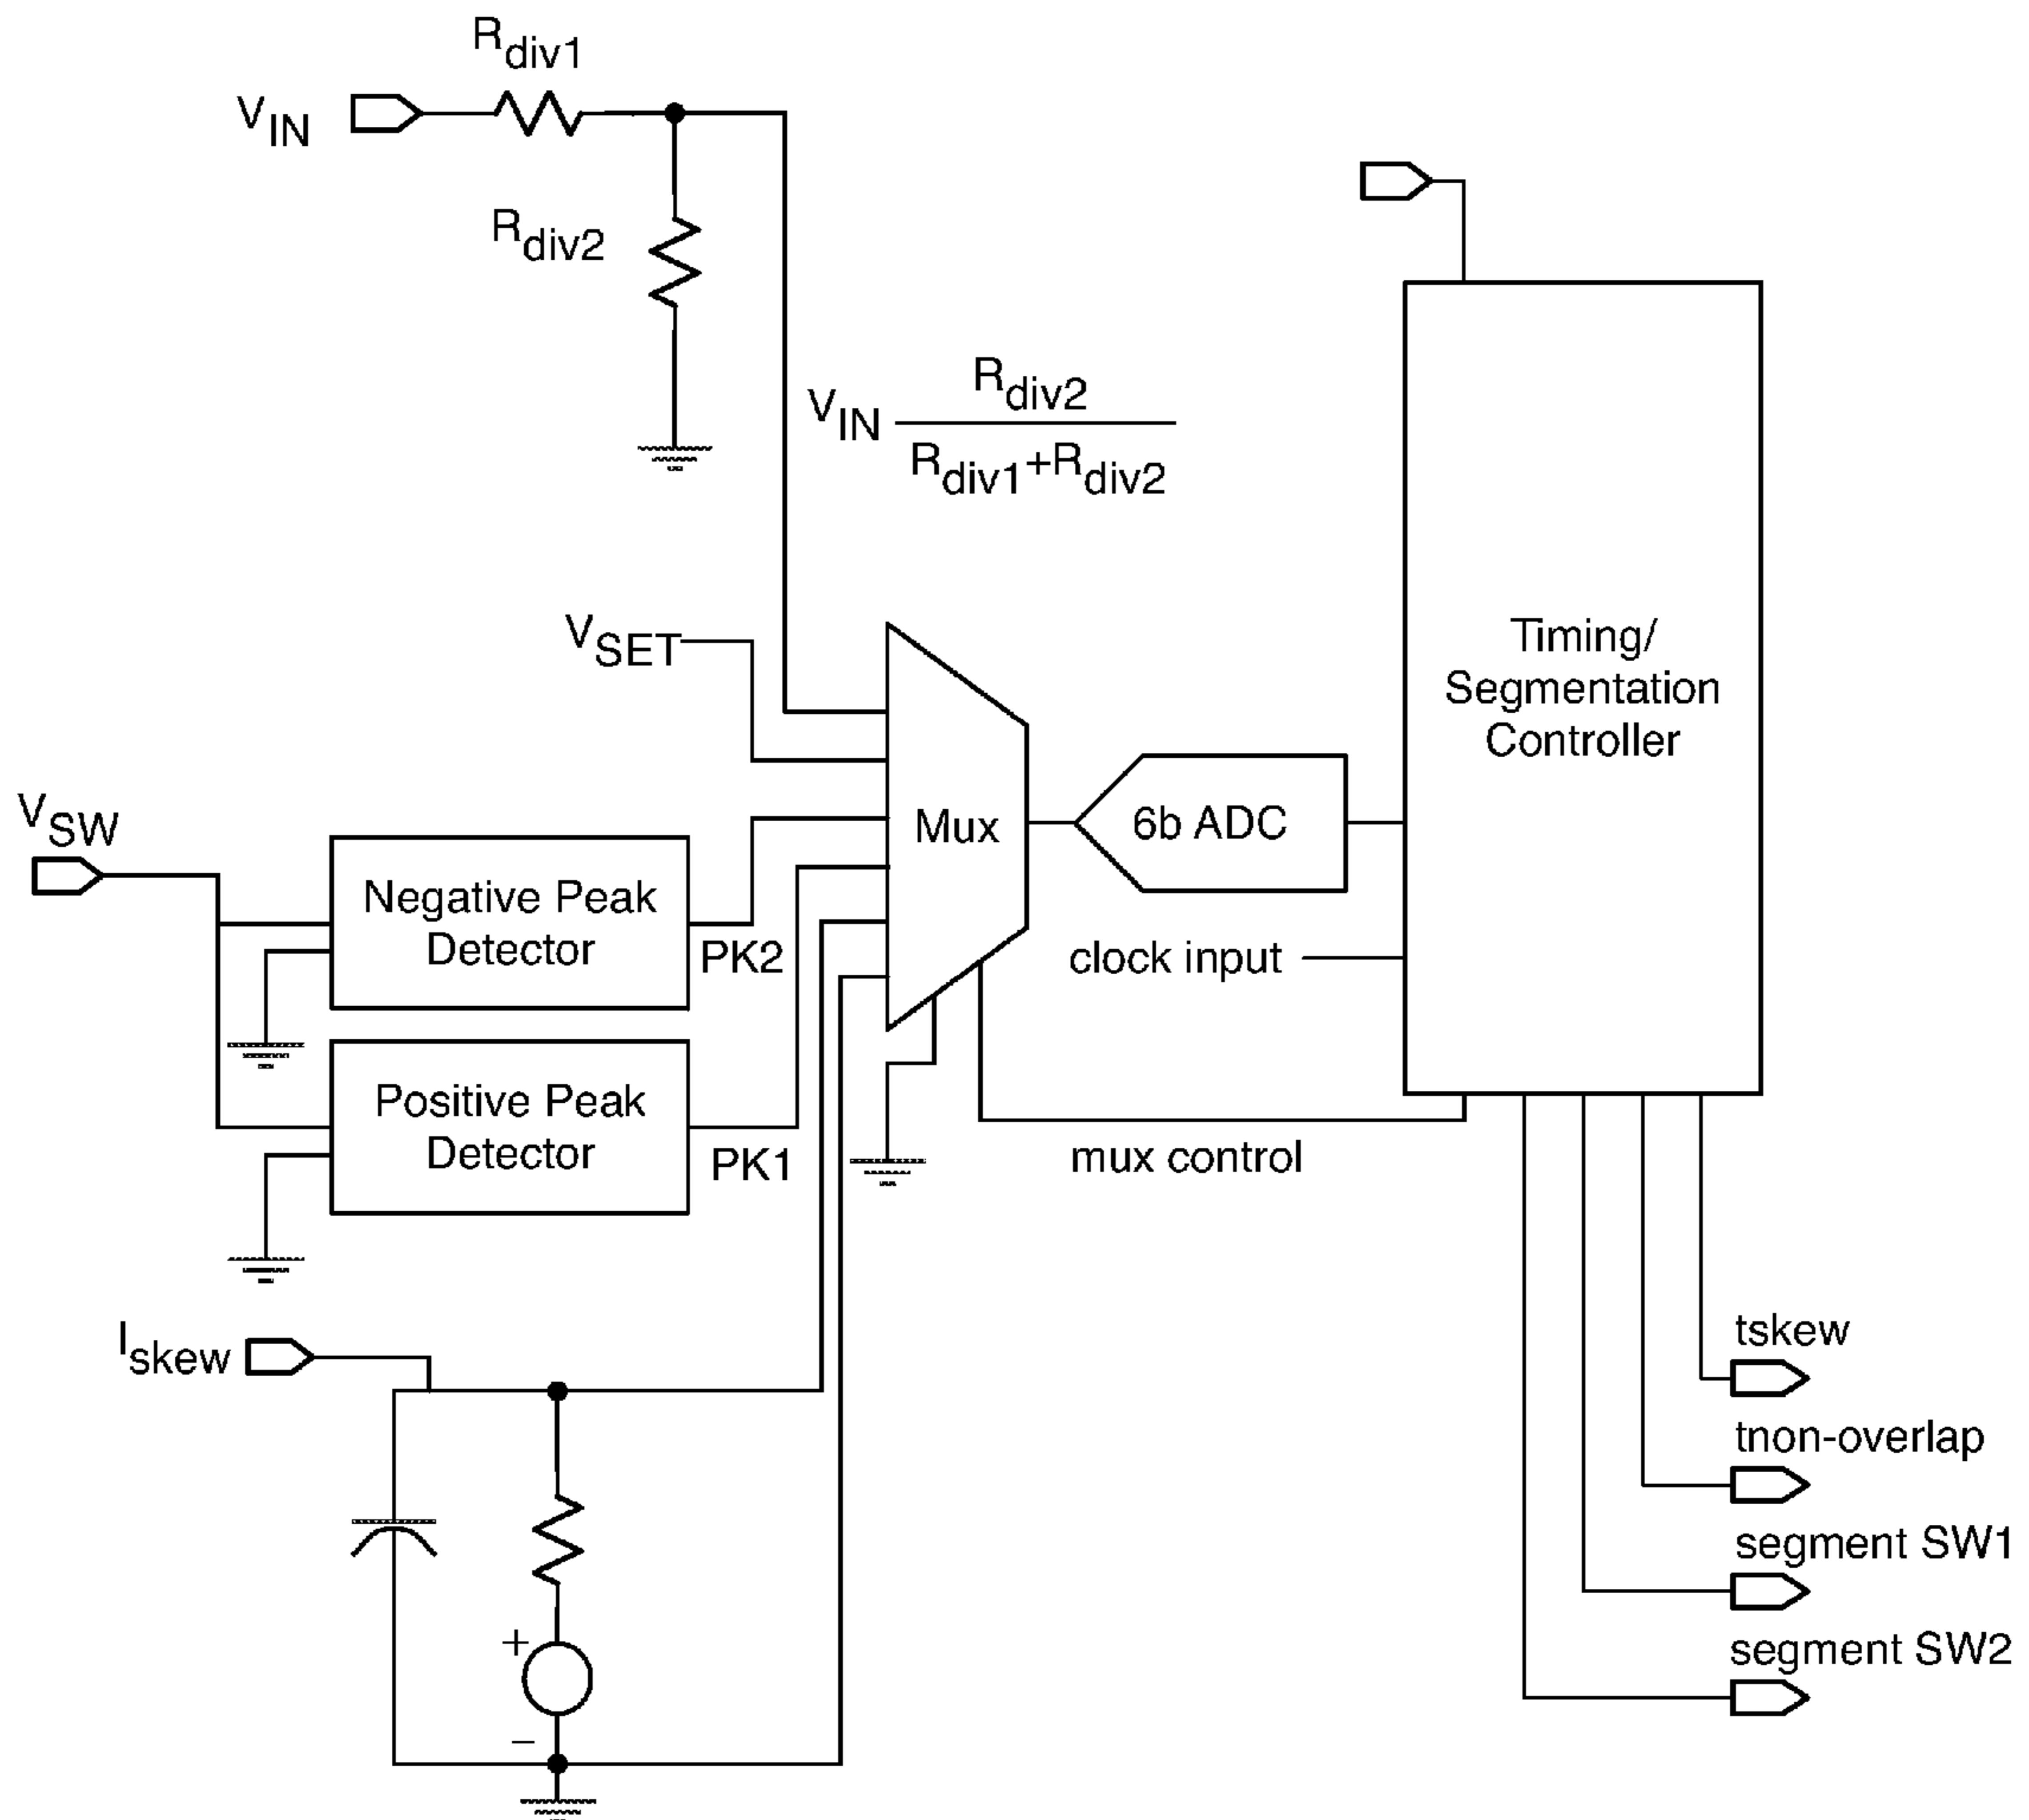 Rdiv1
VIN
Rdiv2
VIN Rdiv2
Rdiv1+Rdiv2
VSET
Timing/
Segmentation
Controller
VSW
Mux
6b ADC
Negative Peak
Detector
PK2
clock input
Positive Peak
Detector
PK1
mux control
Iskew
tskew
tnon-overlap
segment SW1
segment SW2
+
–